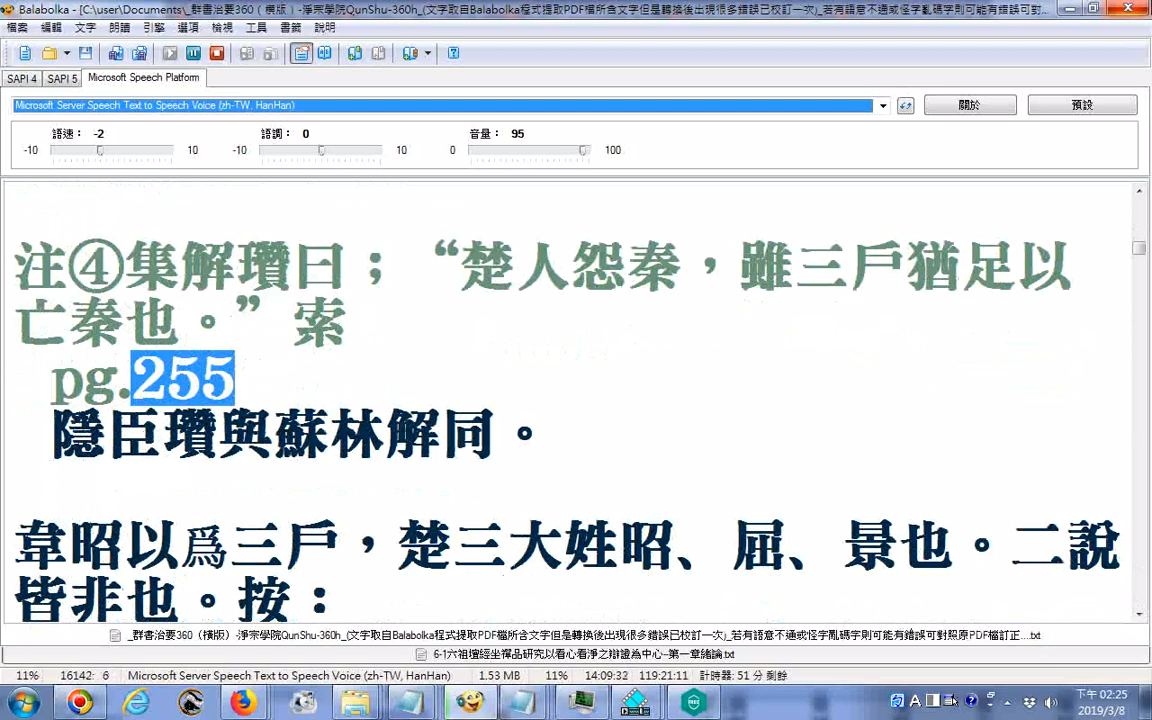 Balabolka - [C:\user\Documents\_群書治要360（橫版）-淨宗學院QunShu-360h_(文字取自Balabolka程式提取PDF檔所含文字但是轉換後出現很多錯誤已校訂一次)_若有語意不通或怪字亂碼字則可能有錯誤可對照原PDF檔訂正...
檔案 編輯 文字 朗讀 引擎 選項 檢視 工具 書籤 說明
SAPI 4 SAPI 5 Microsoft Speech Platform
Microsoft Server Speech Text to Speech Voice (zh-TW, HanHan) 關於 預設
語速： -2 語調： 0 音量： 95
-10 10 -10 10 0 100
注④集解瓚曰；“楚人怨秦，雖三戶猶足以
亡秦也。”索
pg.255
隱臣瓚與蘇林解同。
韋昭以爲三戶，楚三大姓昭、屈、景也。二說
皆非也。按：
_群書治要360（橫版）-淨宗學院QunShu-360h_(文字取自Balabolka程式提取PDF檔所含文字但是轉換後出現很多錯誤已校訂一次)_若有語意不通或怪字亂碼字則可能有錯誤可對照原PDF檔訂正....txt
6-1六祖壇經坐禪品研究以看心看淨之辯證為中心--第一章緒論.txt
11% 16142: 6 Microsoft Server Speech Text to Speech Voice (zh-TW, HanHan) 1.53 MB 11% 14:09:32 119:21:11 計時器: 51 分 剩餘
下午 02:25
2019/3/8